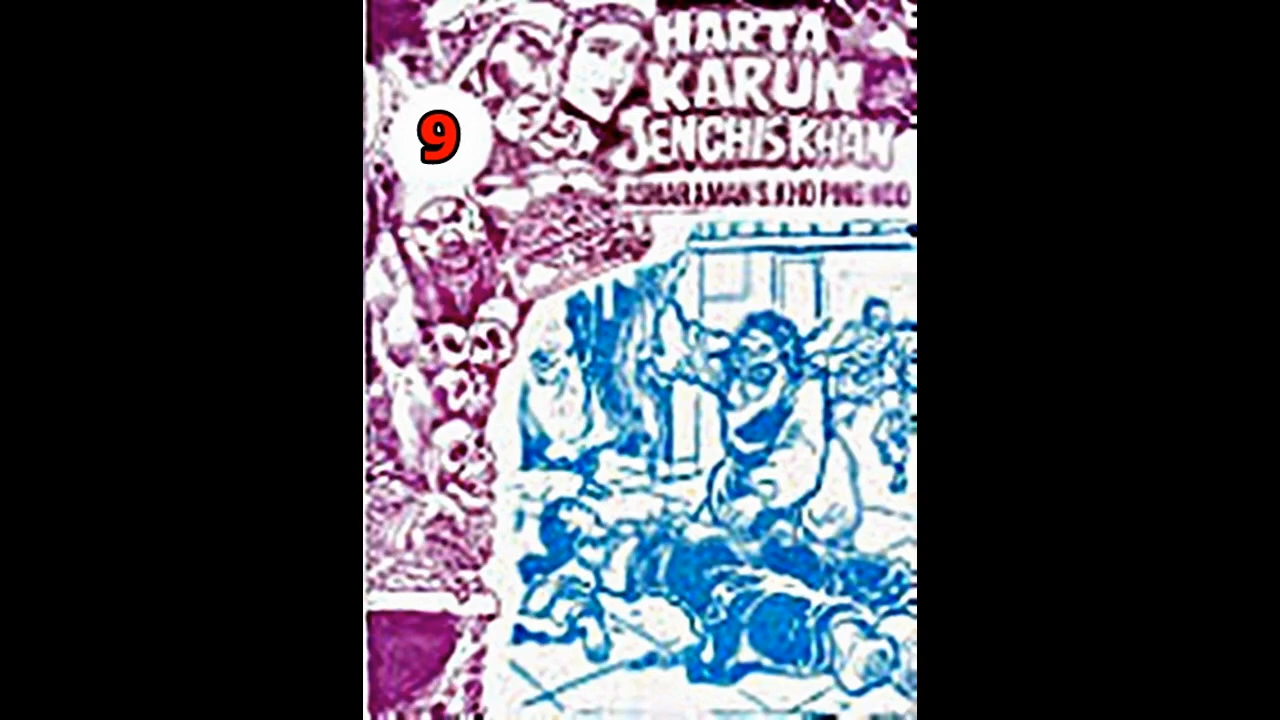 HARTA
KARUN
JENCHIS KHAN
ASMARAMAN S. KHO PING HOO
9